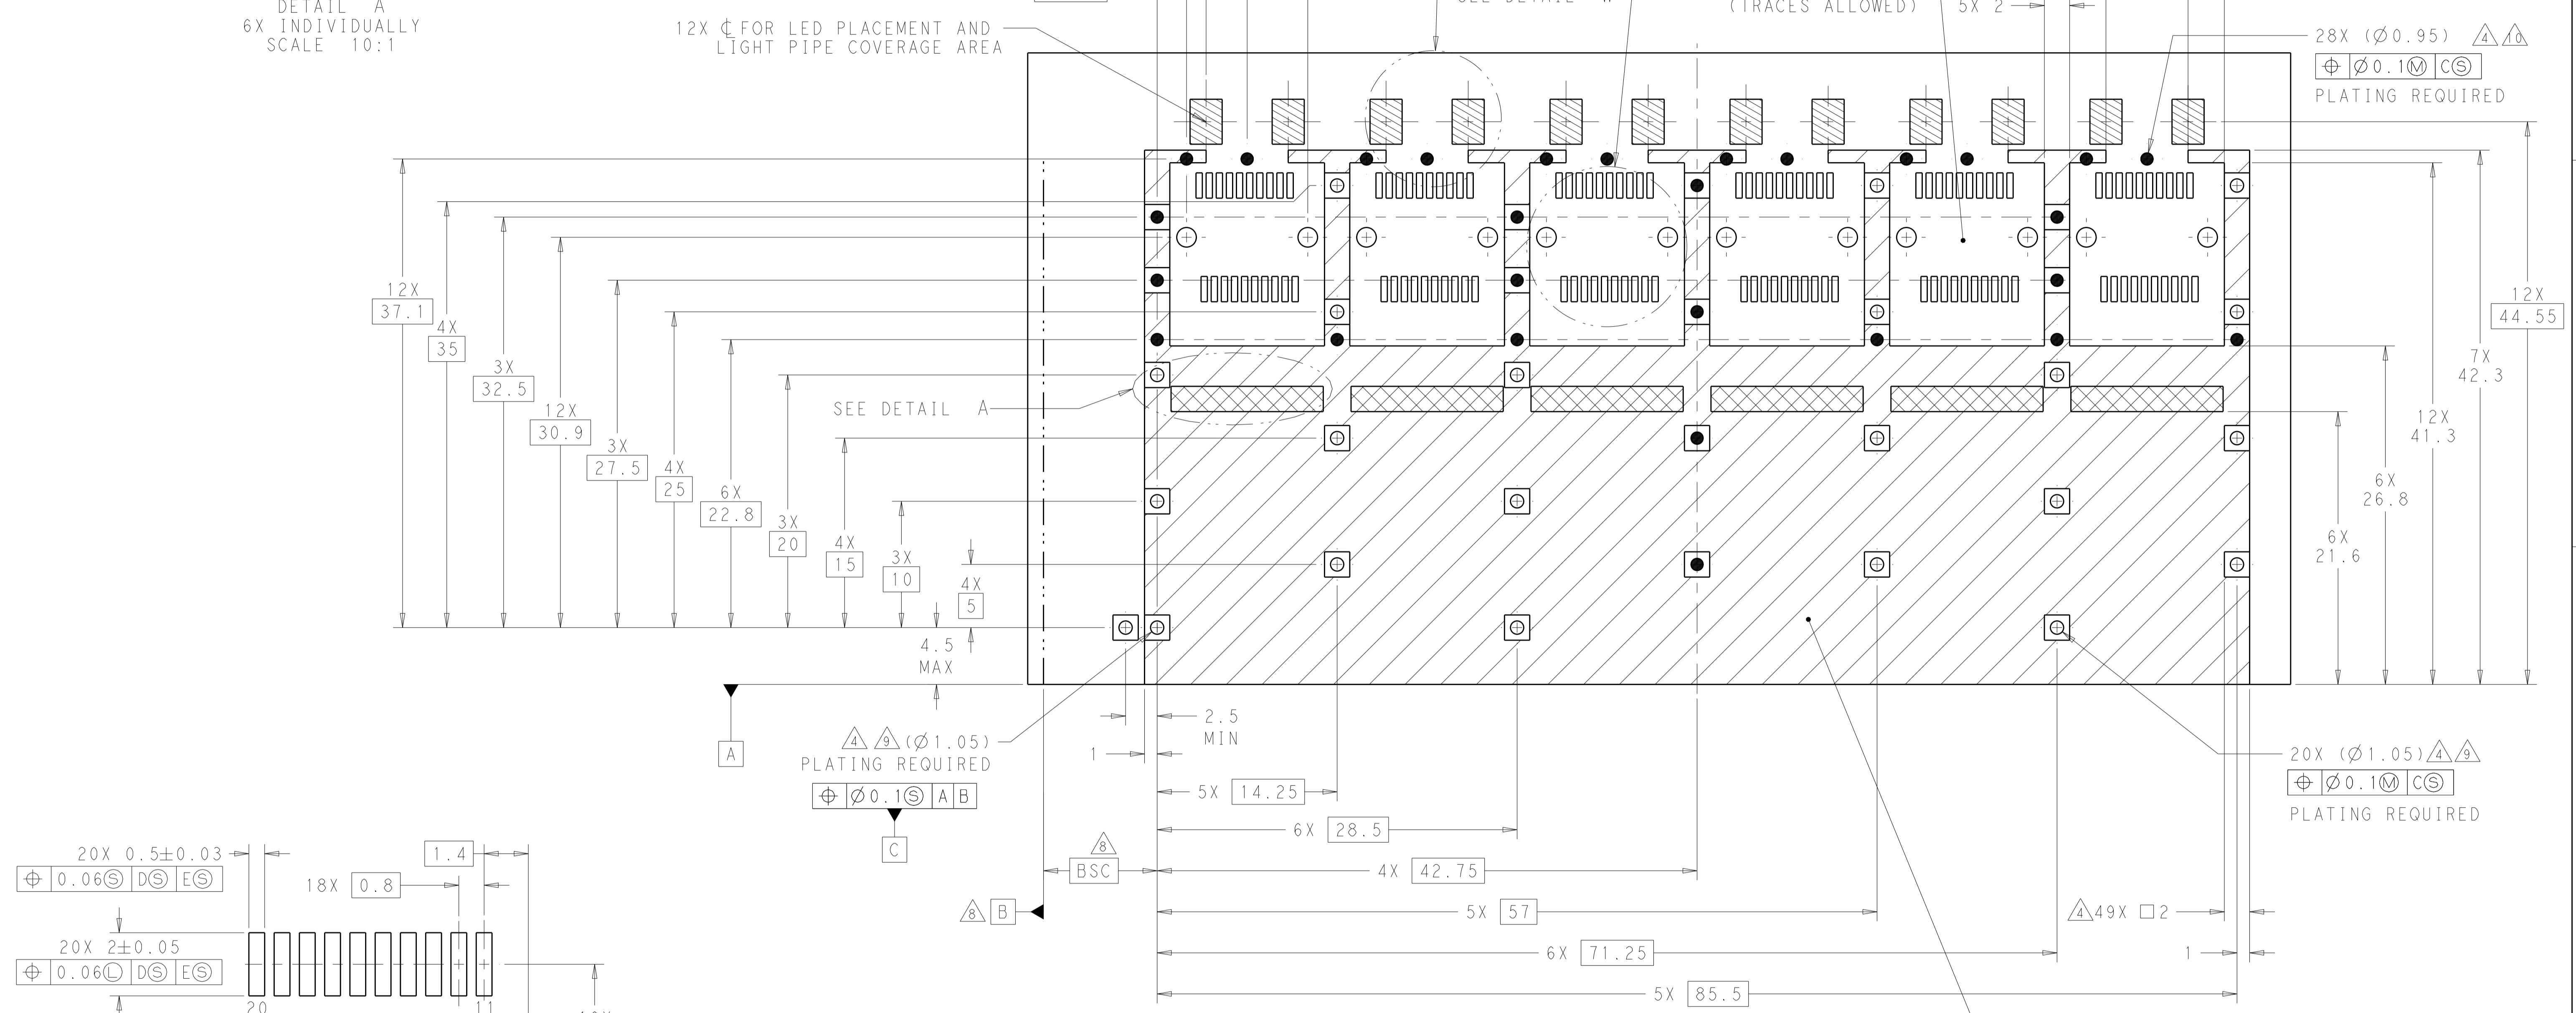 DETAIL A
6X INDIVIDUALLY
SCALE 10:1
12X ℄ FOR LED PLACEMENT AND
LIGHT PIPE COVERAGE AREA
(TRACES ALLOWED)
5X 2
28X (Ø0.95) 4 10
⌖ Ø0.1Ⓜ CⓈ
PLATING REQUIRED
12X
37.1
4X
35
3X
32.5
12X
30.9
3X
27.5
4X
25
6X
22.8
3X
20
4X
15
3X
10
4X
5
4.5
MAX
SEE DETAIL A
12X
44.55
7X
42.3
12X
41.3
6X
26.8
6X
21.6
A
2.5
MIN
1
4 9 (Ø1.05)
PLATING REQUIRED
⌖ Ø0.1Ⓢ A B
C
20X (Ø1.05) 4 9
⌖ Ø0.1Ⓜ CⓈ
PLATING REQUIRED
5X 14.25
6X 28.5
8
BSC
4X 42.75
8 B
5X 57
4 49X □2
6X 71.25
1
5X 85.5
20X 0.5±0.03
⌖ 0.06Ⓢ DⓈ EⓈ
1.4
18X 0.8
20X 2±0.05
⌖ 0.06Ⓛ DⓈ EⓈ
20
11